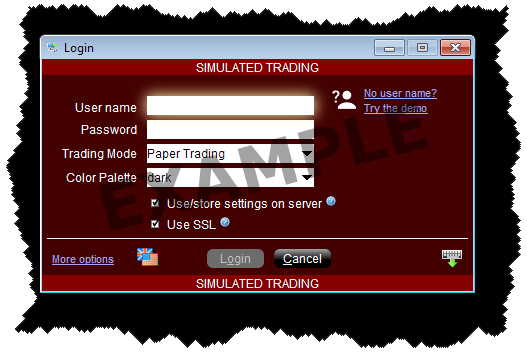 Login
SIMULATED TRADING
User name
No user name?
Try the demo
Password
Trading Mode Paper Trading
Color Palette dark
Use/store settings on server
Use SSL
More options Login Cancel
SIMULATED TRADING
EXAMPLE